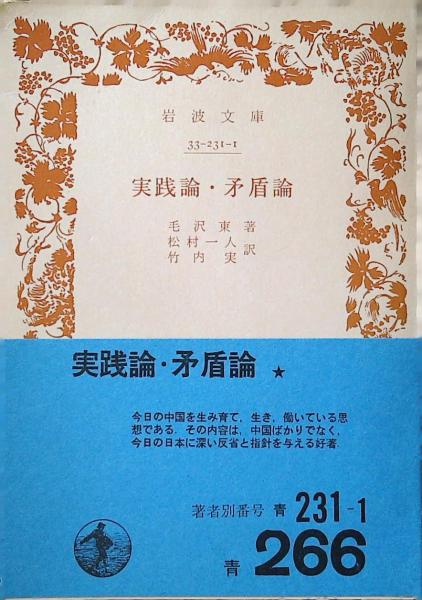 岩波文庫
33-231-1
実践論・矛盾論
毛沢東著
松村一人
竹内実訳
実践論・矛盾論 ★
今日の中国を生み育て，生き，働いている思
想である．その内容は，中国ばかりでなく，
今日の日本に深い反省と指針を与える好著．
著者別番号 青 231-1
青 266